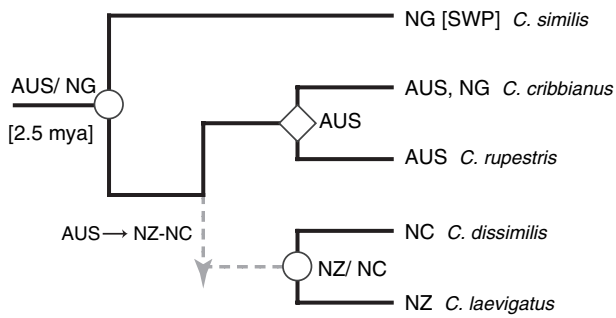 NG [SWP] C. similis
AUS/ NG
AUS, NG C. cribbianus
[2.5 mya]
AUS
AUS C. rupestris
AUS→ NZ-NC
NC C. dissimilis
NZ/ NC
NZ C. laevigatus